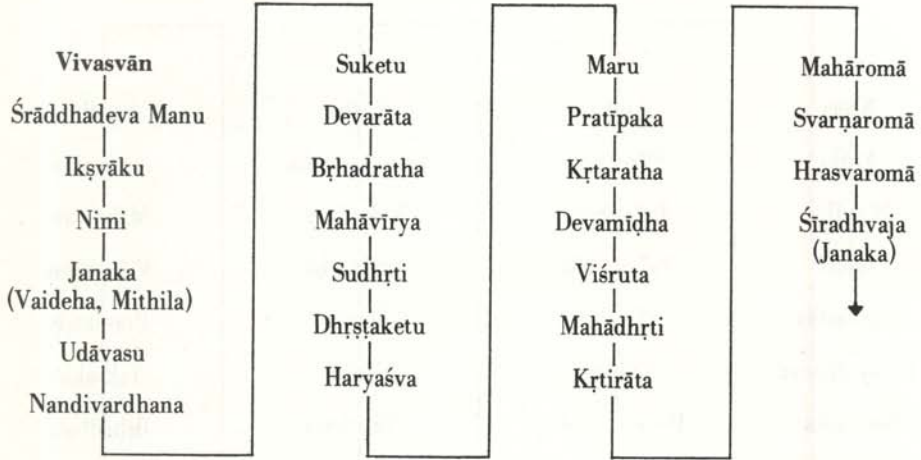 Vivasvān
Śrāddhadeva Manu
Ikṣvāku
Nimi
Janaka
(Vaideha, Mithila)
Udāvasu
Nandivardhana
Suketu
Devarāta
Bṛhadratha
Mahāvīrya
Sudhṛti
Dhṛṣṭaketu
Haryaśva
Maru
Pratīpaka
Kṛtaratha
Devamīḍha
Viśruta
Mahādhṛti
Kṛtirāta
Mahāromā
Svarṇaromā
Hrasvaromā
Śīradhvaja
(Janaka)